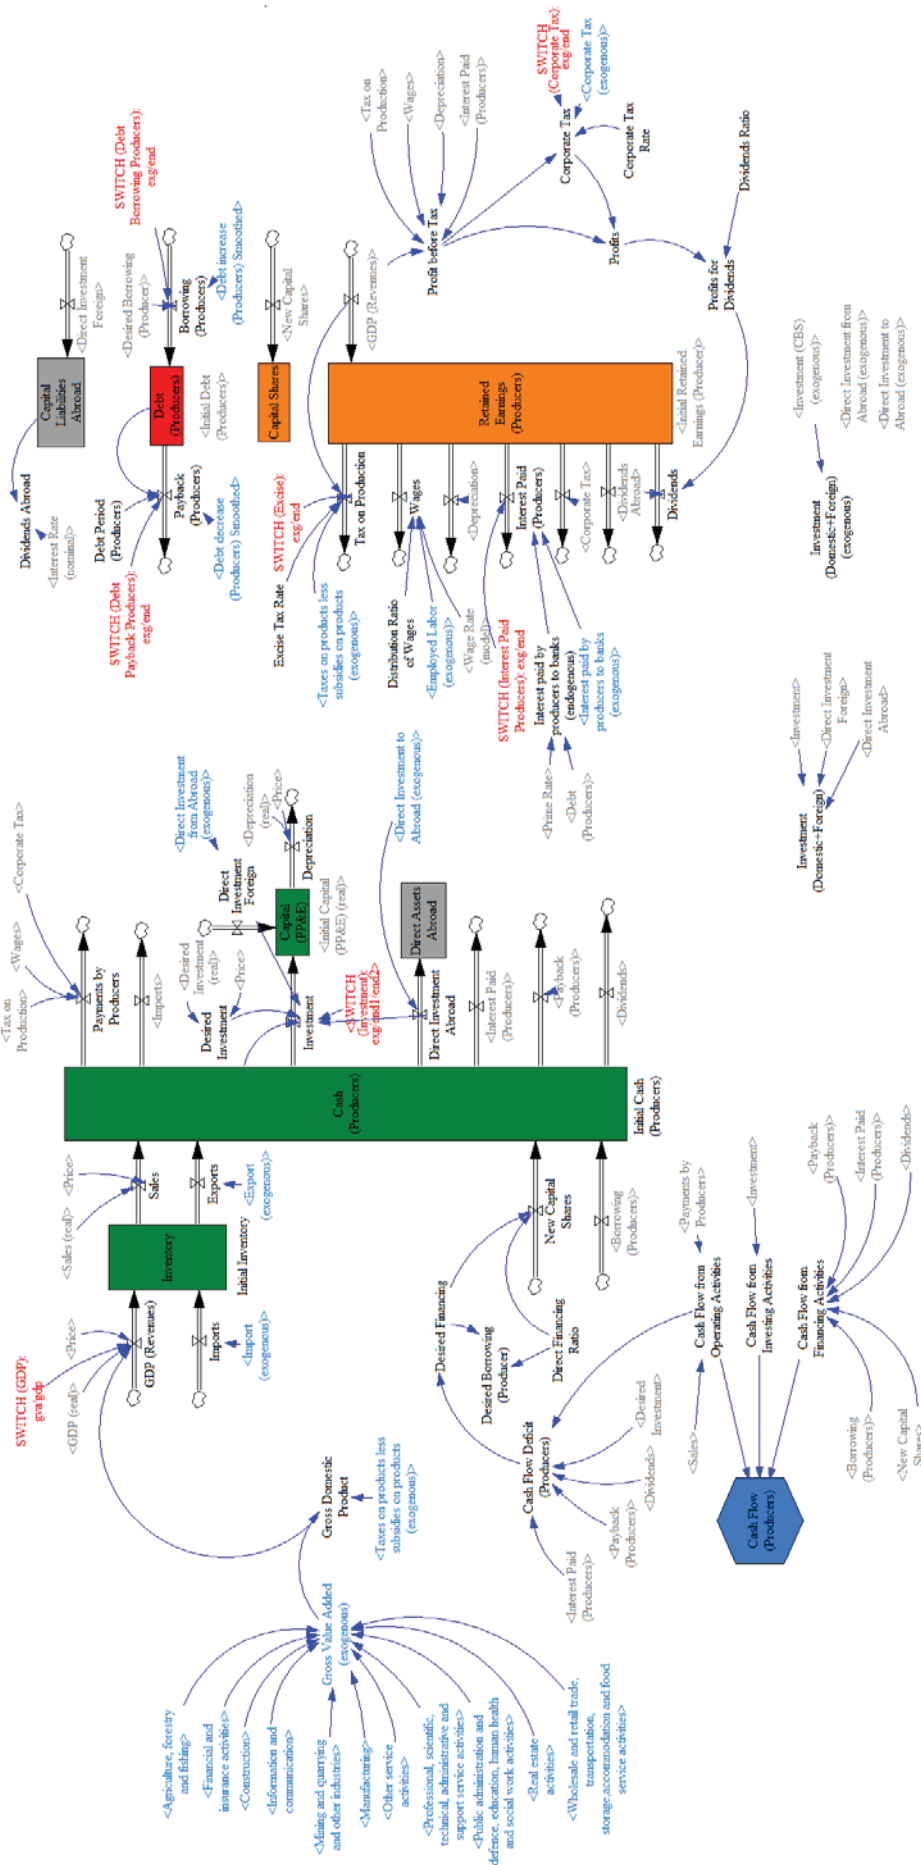 <Agriculture, forestry
and fishing>
<Financial and
insurance activities>
<Construction>
<Information and
communication>
<Mining and quarrying
and other industries>
<Manufacturing>
<Other service
activities>
<Professional, scientific,
technical, administrative and
support service activities>
<Public administration and
defence, education, human health
and social work activities>
<Real estate
activities>
<Wholesale and retail trade,
transportation,
storage,accommodation and food
service activities>
Gross Value Added
(exogenous)
Gross Domestic
Product
<Taxes on products less
subsidies on products
(exogenous)>
SWITCH (GDP):
gva/gdp
<GDP (real)>
<Price>
GDP (Revenues)
Imports
<Import
(exogenous)>
Inventory
Initial Inventory
<Sales (real)>
<Price>
Sales
Exports
<Export
(exogenous)>
Cash
(Producers)
Initial Cash
(Producers)
<Tax on
Production>
<Wages>
<Corporate Tax>
Payments by
Producers
<Imports>
<Desired
Investment
(real)>
<Price>
Desired
Investment
Investment
<Direct Investment
from Abroad
(exogenous)>
Direct
Investment
Foreign
Capital
(PP&E)
<Initial Capital
(PP&E) (real)>
<Depreciation
(real)>
<Price>
Depreciation
<SWITCH
(Investment):
exg/end1/end2>
<Direct Investment to
Abroad (exogenous)>
Direct Investment
Abroad
Direct Assets
Abroad
<Interest Paid
(Producers)>
<Payback
(Producers)>
<Dividends>
Desired Financing
New Capital
Shares
Desired Borrowing
(Producer)
Direct Financing
Ratio
<Borrowing
(Producers)>
Cash Flow Deficit
(Producers)
<Interest Paid
(Producers)>
<Payback
(Producers)>
<Dividends>
<Desired
Investment>
<Sales>
<Payments by
Producers>
Cash Flow from
Operating Activities
<Investment>
Cash Flow from
Investing Activities
Cash Flow from
Financing Activities
<Payback
(Producers)>
<Interest Paid
(Producers)>
<Dividends>
<Borrowing
(Producers)>
<New Capital
Shares>
Cash Flow
(Producers)
Dividends Abroad
<Interest Rate
(nominal)>
Capital
Liabilities
Abroad
<Direct Investment
Foreign>
SWITCH (Debt
Payback Producers):
exg/end
Debt Period
(Producers)
Payback
(Producers)
<Debt decrease
(Producers) Smoothed>
Debt
(Producers)
<Initial Debt
(Producers)>
<Desired Borrowing
(Producer)>
SWITCH (Debt
Borrowing Producers):
exg/end
Borrowing
(Producers)
<Debt increase
(Producers) Smoothed>
Capital Shares
<New Capital
Shares>
Excise Tax Rate
SWITCH (Excise):
exg/end
<Taxes on products less
subsidies on products
(exogenous)>
Tax on Production
Distribution Ratio
of Wages
<Employed Labor
(exogenous)>
<Wage Rate
(model)>
Wages
<Depreciation>
SWITCH (Interest Paid
Producers): exg/end
Interest paid by
producers to banks
(endogenous)
<Interest paid by
producers to banks
(exogenous)>
<Prime Rate>
<Debt
(Producers)>
Interest Paid
(Producers)
<Corporate Tax>
<Dividends
Abroad>
Dividends
Retained
Earnings
(Producers)
<Initial Retained
Earnings (Producer)>
<GDP (Revenues)>
<Tax on
Production>
<Wages>
<Depreciation>
<Interest Paid
(Producers)>
Profit before Tax
SWITCH
(Corporate Tax):
exg/end
<Corporate Tax
(exogenous)>
Corporate Tax
Corporate Tax
Rate
Profits
Profits for
Dividends
Dividends Ratio
<Investment>
<Direct Investment
Foreign>
<Direct Investment
Abroad>
Investment
(Domestic+Foreign)
<Investment (CBS)
(exogenous)>
Investment
(Domestic+Foreign)
(exogenous)
<Direct Investment from
Abroad (exogenous)>
<Direct Investment to
Abroad (exogenous)>